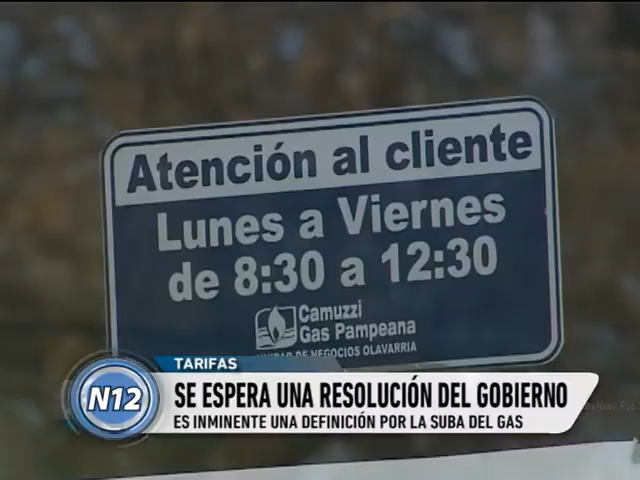 Atención al cliente
Lunes a Viernes
de 8:30 a 12:30
Camuzzi
Gas Pampeana
UNIDAD DE NEGOCIOS OLAVARRIA
TARIFAS
N12
SE ESPERA UNA RESOLUCIÓN DEL GOBIERNO
ES INMINENTE UNA DEFINICIÓN POR LA SUBA DEL GAS